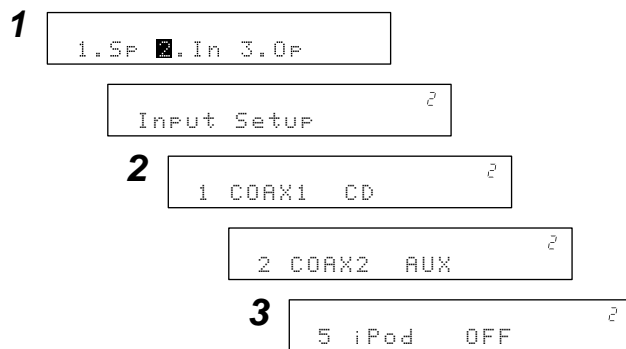 1
1.Sp 2.In 3.Op
2
Input Setup
2
2
1 COAX1 CD
2
2 COAX2 AUX
3
2
5 iPod OFF